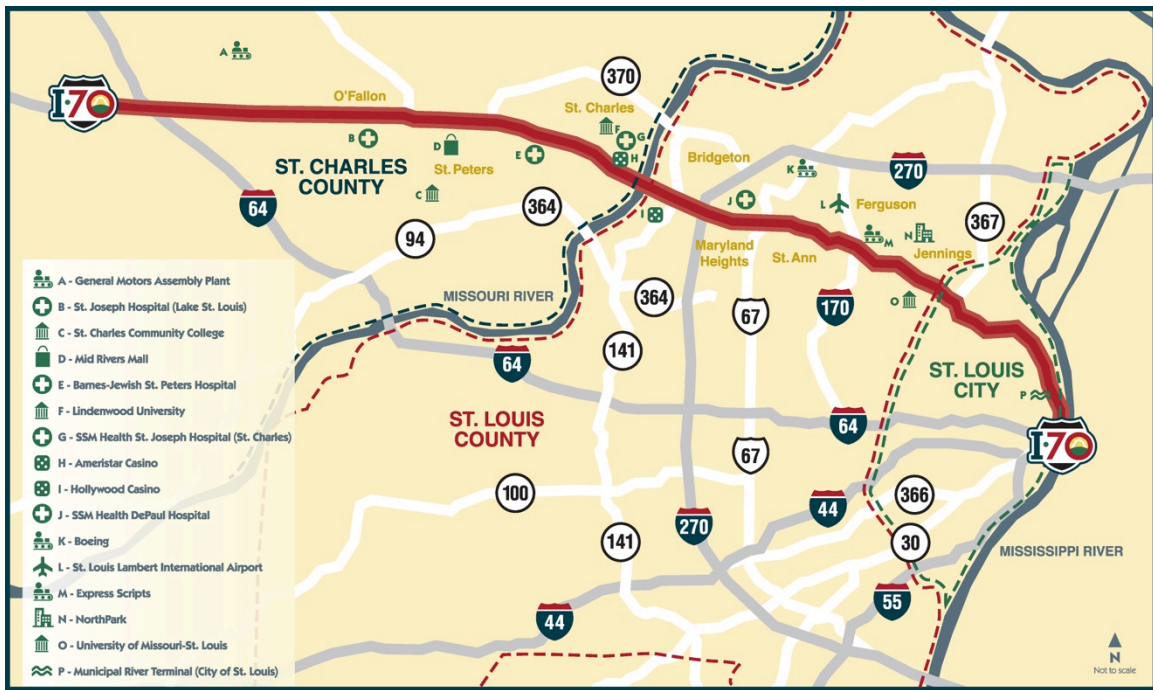 370
A
O'Fallon
I·70
St. Charles
F
G
B
D
E
H
ST. CHARLES
COUNTY
St. Peters
C
Bridgeton
K
270
J
L
Ferguson
64
364
94
I
M
N
367
Maryland
Heights
St. Ann
Jennings
MISSOURI RIVER
364
67
170
O
141
64
ST. LOUIS
CITY
P
ST. LOUIS
COUNTY
64
I·70
67
100
366
44
270
141
30
MISSISSIPPI RIVER
55
44
N
Not to scale
A - General Motors Assembly Plant
B - St. Joseph Hospital (Lake St. Louis)
C - St. Charles Community College
D - Mid Rivers Mall
E - Barnes-Jewish St. Peters Hospital
F - Lindenwood University
G - SSM Health St. Joseph Hospital (St. Charles)
H - Ameristar Casino
I - Hollywood Casino
J - SSM Health DePaul Hospital
K - Boeing
L - St. Louis Lambert International Airport
M - Express Scripts
N - NorthPark
O - University of Missouri-St. Louis
P - Municipal River Terminal (City of St. Louis)